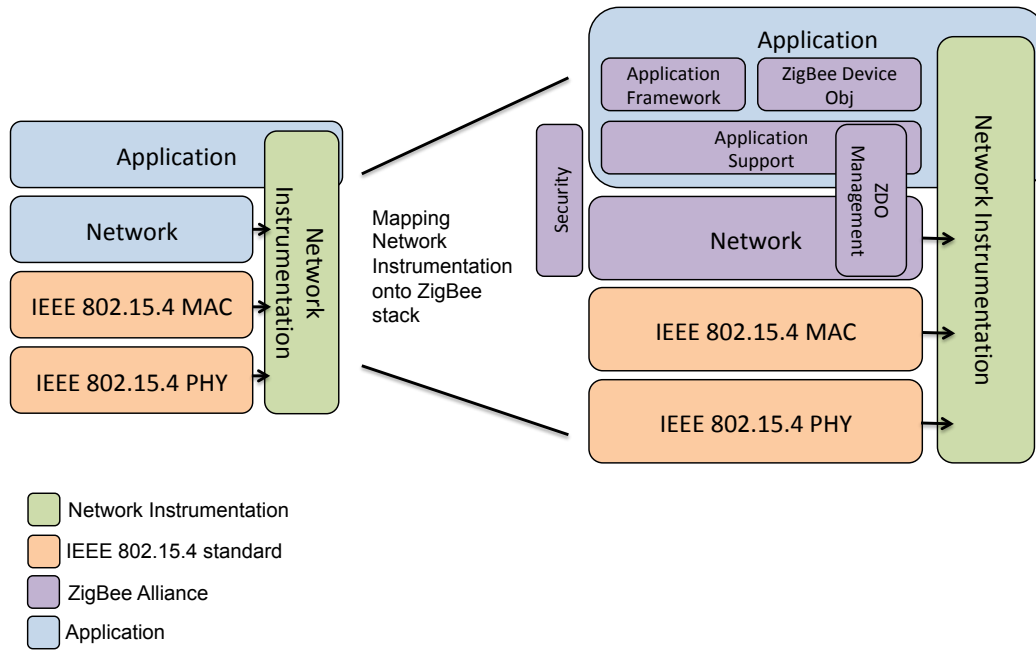 Application
Network
IEEE 802.15.4 MAC
IEEE 802.15.4 PHY
Network
Instrumentation
Mapping
Network
Instrumentation
onto ZigBee
stack
Application
Application
Framework
ZigBee Device
Obj
Application
Support
ZDO
Management
Security
Network
IEEE 802.15.4 MAC
IEEE 802.15.4 PHY
Network Instrumentation
Network Instrumentation
IEEE 802.15.4 standard
ZigBee Alliance
Application